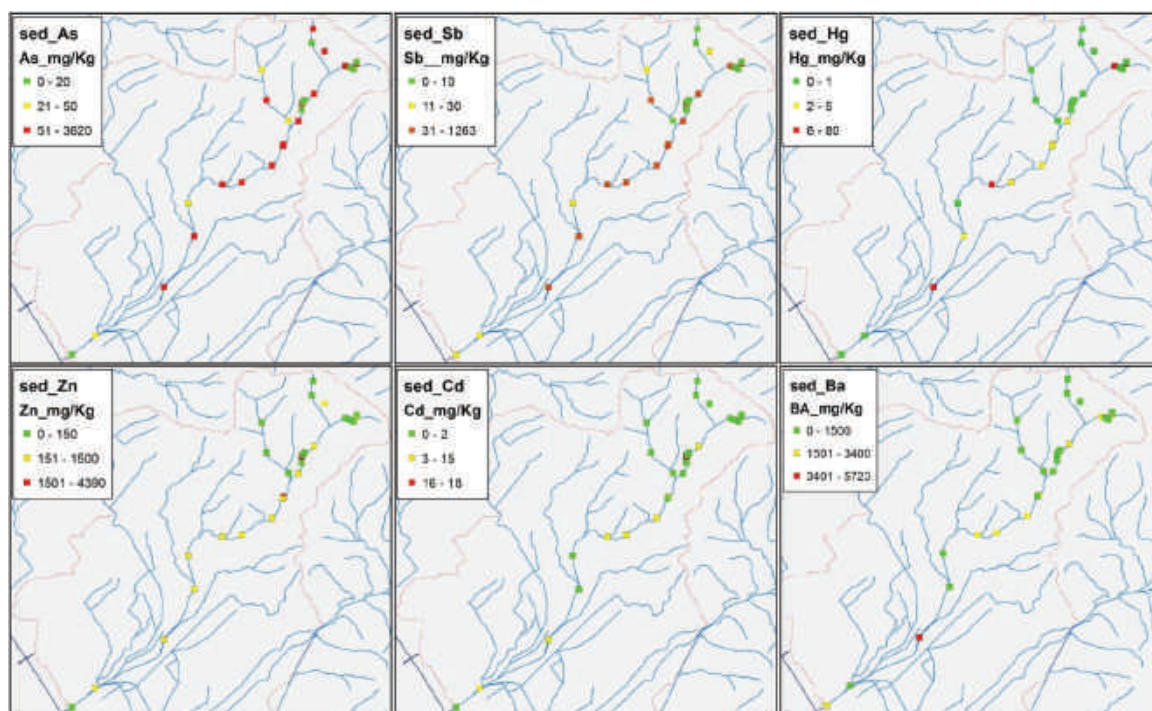 sed_As
As_mg/Kg
0 - 20
21 - 50
51 - 3620
sed_Sb
Sb__mg/Kg
0 - 10
11 - 30
31 - 1263
sed_Hg
Hg_mg/Kg
0 - 1
2 - 5
6 - 80
sed_Zn
Zn_mg/Kg
0 - 150
151 - 1500
1501 - 4390
sed_Cd
Cd_mg/Kg
0 - 2
3 - 15
16 - 18
sed_Ba
BA_mg/Kg
0 - 1500
1501 - 3400
3401 - 5723